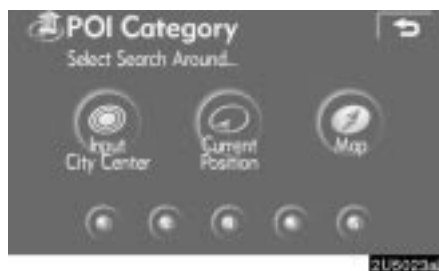 POI Category
Select Search Around...
Input
City Center
Current
Position
Map
2U5023a